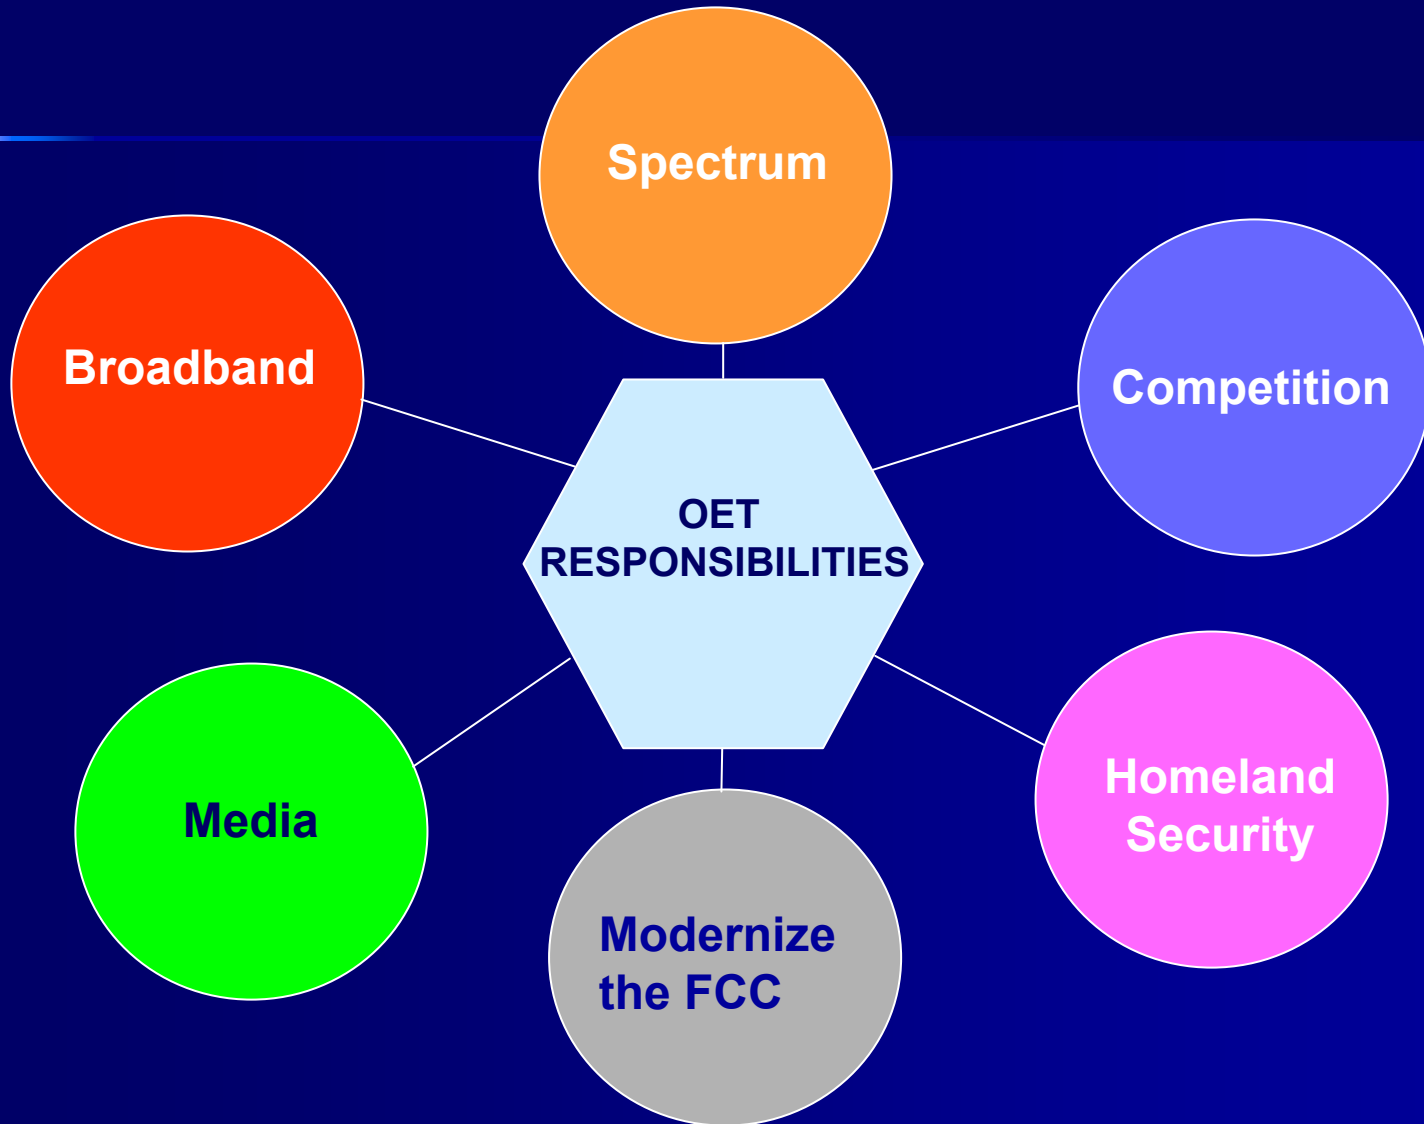 Spectrum
Broadband
Competition
OET
RESPONSIBILITIES
Media
Homeland
Security
Modernize
the FCC